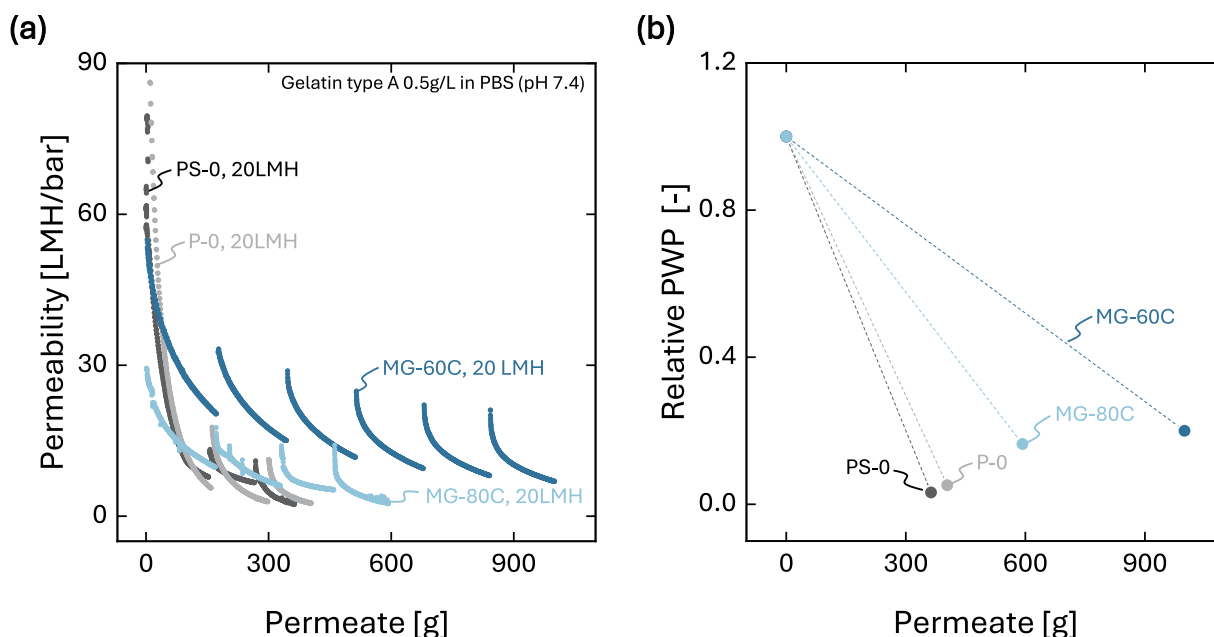 (a)
Permeability [LMH/bar]
90
60
30
0
Gelatin type A 0.5g/L in PBS (pH 7.4)
PS-0, 20LMH
P-0, 20LMH
MG-60C, 20 LMH
MG-80C, 20LMH
0 300 600 900
Permeate [g]
(b)
Relative PWP [-]
1.2
0.8
0.4
0.0
MG-60C
MG-80C
PS-0
P-0
0 300 600 900
Permeate [g]